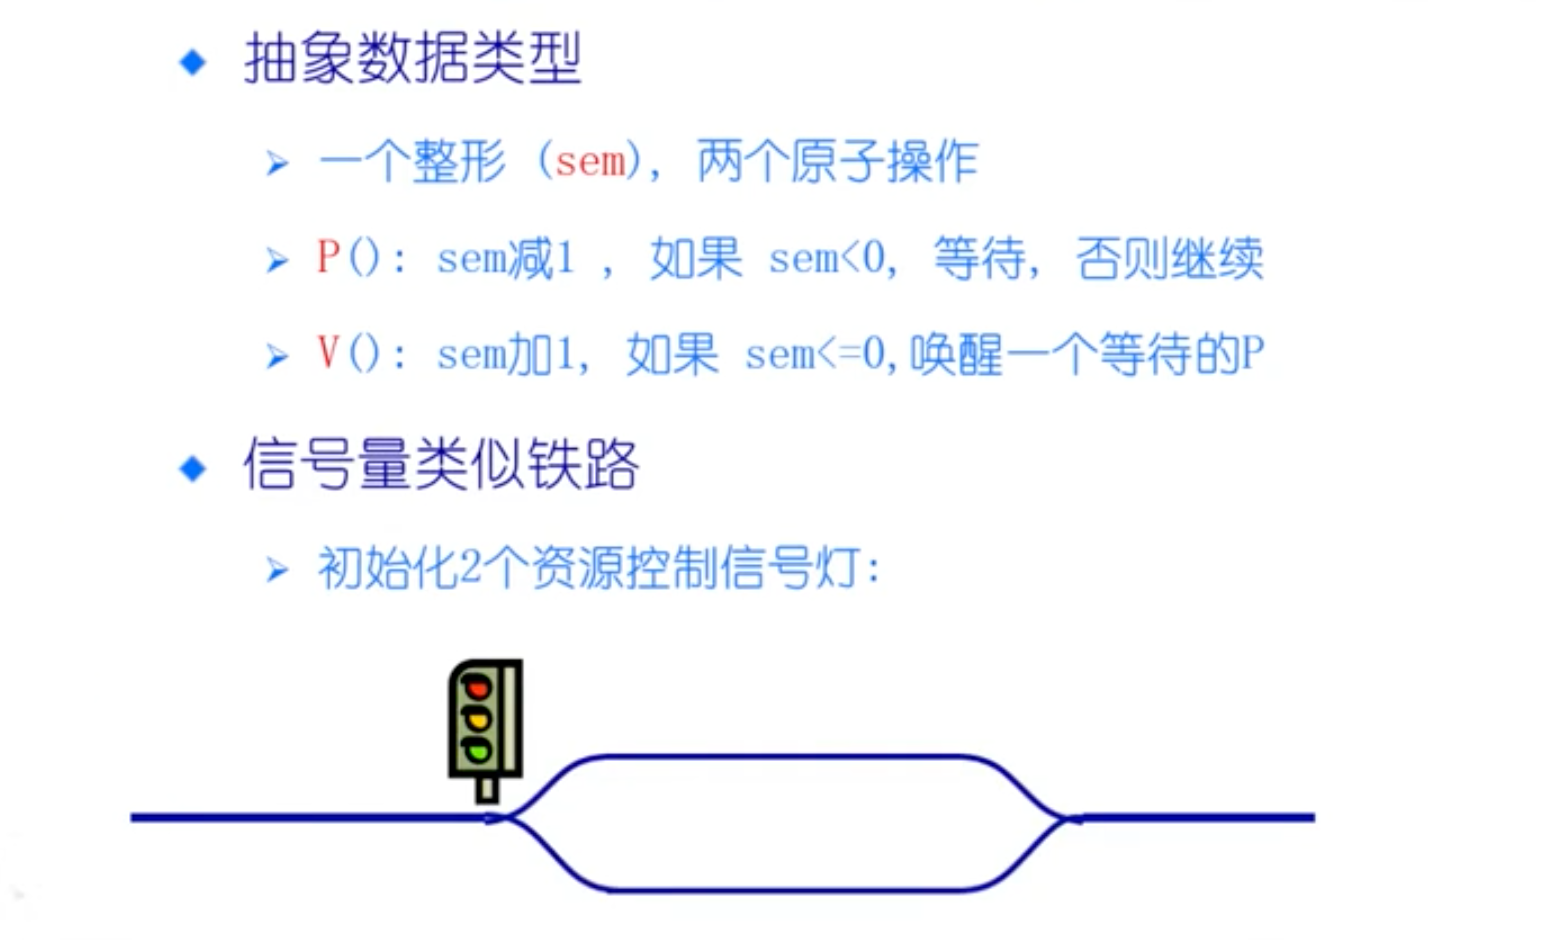 抽象数据类型
一个整形 (sem), 两个原子操作
P(): sem减1 , 如果 sem<0, 等待, 否则继续
V(): sem加1, 如果 sem<=0,唤醒一个等待的P
信号量类似铁路
初始化2个资源控制信号灯: